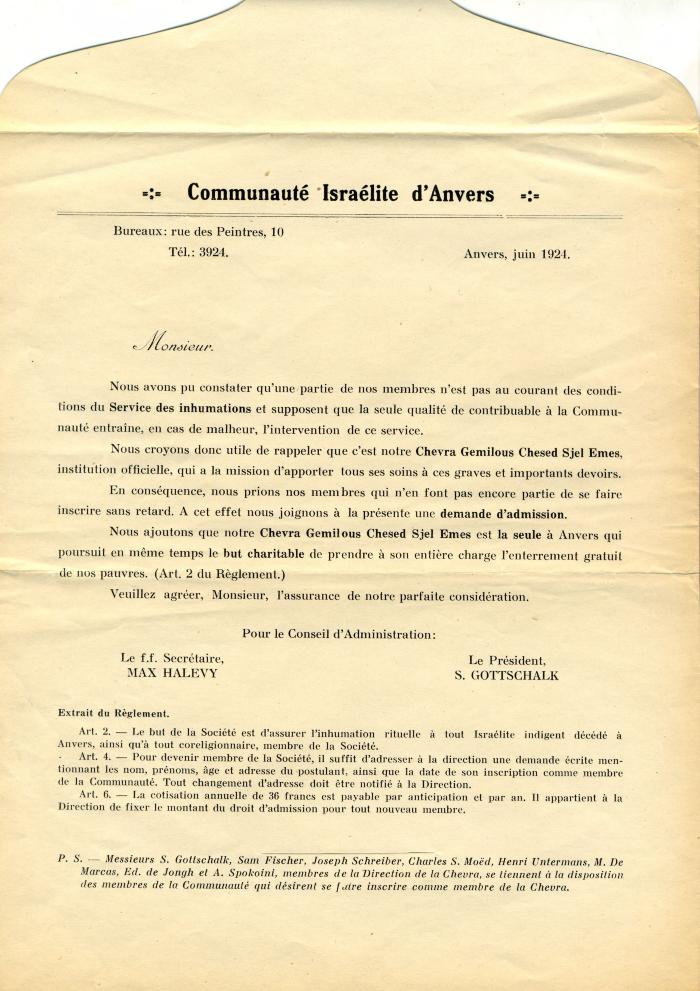 -:- Communauté Israélite d'Anvers -:-
Bureaux: rue des Peintres, 10
Tél.: 3924.
Anvers, juin 1924.
Monsieur.
Nous avons pu constater qu'une partie de nos membres n'est pas au courant des condi-
tions du Service des inhumations et supposent que la seule qualité de contribuable à la Commu-
nauté entraîne, en cas de malheur, l'intervention de ce service.
Nous croyons donc utile de rappeler que c'est notre Chevra Gemilous Chesed Sjel Emes,
institution officielle, qui a la mission d'apporter tous ses soins à ces graves et importants devoirs.
En conséquence, nous prions nos membres qui n'en font pas encore partie de se faire
inscrire sans retard. A cet effet nous joignons à la présente une demande d'admission.
Nous ajoutons que notre Chevra Gemilous Chesed Sjel Emes est la seule à Anvers qui
poursuit en même temps le but charitable de prendre à son entière charge l'enterrement gratuit
de nos pauvres. (Art. 2 du Règlement.)
Veuillez agréer, Monsieur, l'assurance de notre parfaite considération.
Pour le Conseil d'Administration:
Le f.f. Secrétaire,
MAX HALEVY
Le Président,
S. GOTTSCHALK
Extrait du Règlement.
Art. 2. — Le but de la Société est d'assurer l'inhumation rituelle à tout Israélite indigent décédé à
Anvers, ainsi qu'à tout coreligionnaire, membre de la Société.
Art. 4. — Pour devenir membre de la Société, il suffit d'adresser à la direction une demande écrite men-
tionnant les nom, prénoms, âge et adresse du postulant, ainsi que la date de son inscription comme membre
de la Communauté. Tout changement d'adresse doit être notifié à la Direction.
Art. 6. — La cotisation annuelle de 36 francs est payable par anticipation et par an. Il appartient à la
Direction de fixer le montant du droit d'admission pour tout nouveau membre.
P. S. — Messieurs S. Gottschalk, Sam Fischer, Joseph Schreiber, Charles S. Moëd, Henri Untermans, M. De
Marcas, Ed. de Jongh et A. Spokoini, membres de la Direction de la Chevra, se tiennent à la disposition
des membres de la Communauté qui désirent se faire inscrire comme membre de la Chevra.